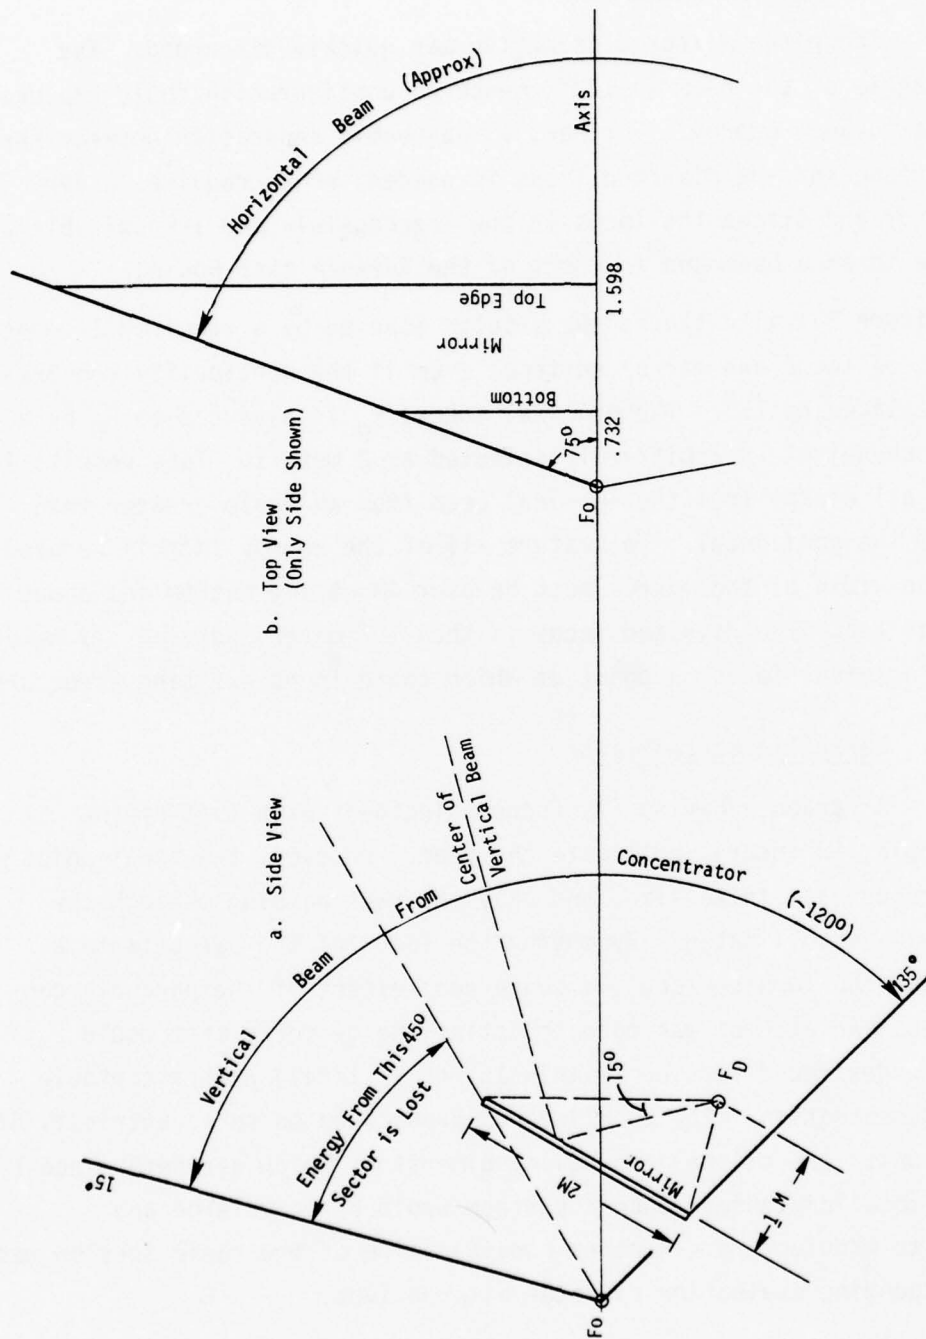 a. Side View
15°
Vertical
Beam
From
Concentrator
(~120°)
135°
Energy From This 45°
Sector is Lost
Center of
Vertical Beam
15°
Mirror
2M
1 M
F
D
Fo
b. Top View
(Only Side Shown)
Horizontal
Beam
(Approx)
Axis
Top Edge
Mirror
Bottom
75°
732
1.598
Fo